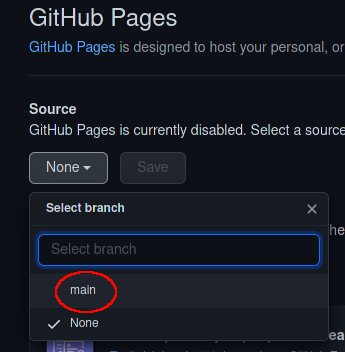 GitHub Pages
GitHub Pages is designed to host your personal, or
Source
GitHub Pages is currently disabled. Select a source
None
Save
Select branch
Select branch
main
None